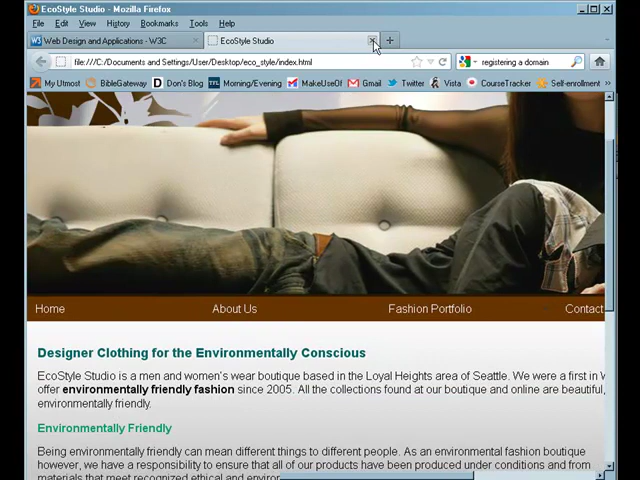 EcoStyle Studio - Mozilla Firefox
File Edit View History Bookmarks Tools Help
W3 Web Design and Applications - W3C
EcoStyle Studio
file:///C:/Documents and Settings/User/Desktop/eco_style/index.html
registering a domain
My Utmost BibleGateway D Don's Blog Morning/Evening MakeUseOf Gmail Twitter Vista CourseTracker Self-enrollment
Home About Us Fashion Portfolio Contact
Designer Clothing for the Environmentally Conscious
EcoStyle Studio is a men and women's wear boutique based in the Loyal Heights area of Seattle. We were a first in
offer environmentally friendly fashion since 2005. All the collections found at our boutique and online are beautiful,
environmentally friendly.
Environmentally Friendly
Being environmentally friendly can mean different things to different people. As an environmental fashion boutique
however, we have a responsibility to ensure that all of our products have been produced under conditions and from
materials that meet recognized ethical and